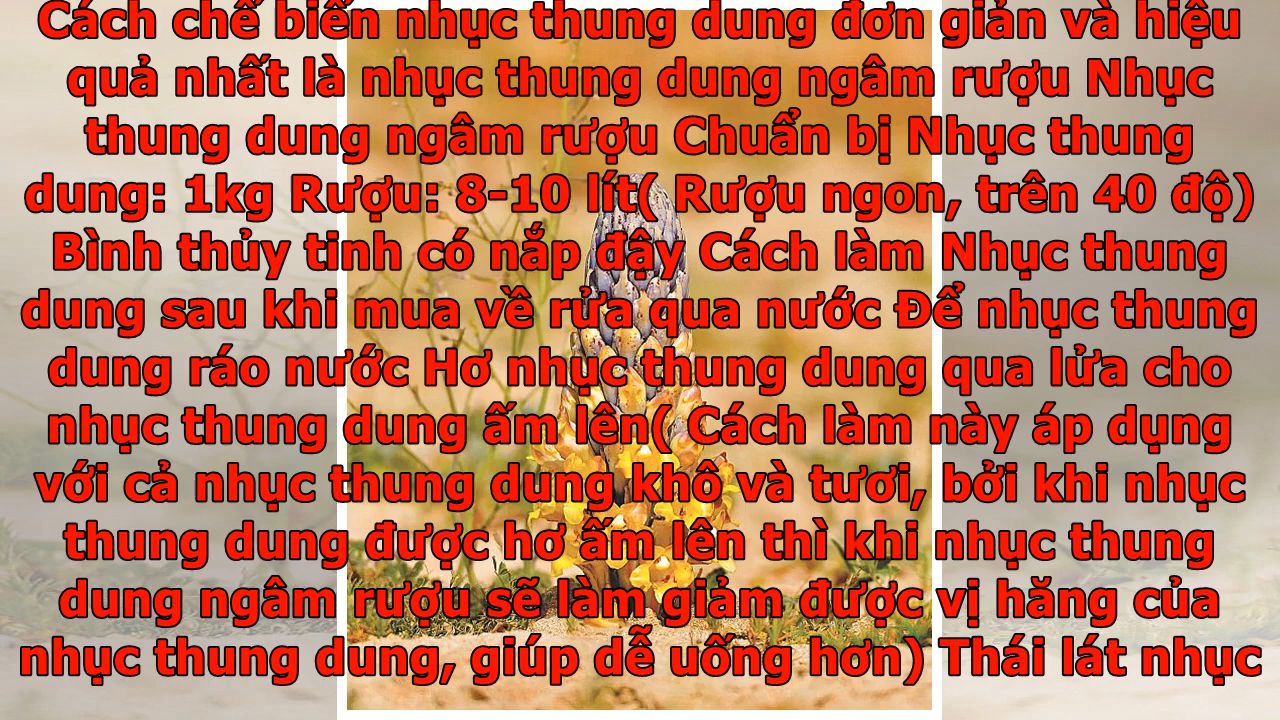 Cách chế biến nhục thung dung đơn giản và hiệu
quả nhất là nhục thung dung ngâm rượu Nhục
thung dung ngâm rượu Chuẩn bị Nhục thung
dung: 1kg Rượu: 8-10 lít( Rượu ngon, trên 40 độ)
Bình thủy tinh có nắp đậy Cách làm Nhục thung
dung sau khi mua về rửa qua nước Để nhục thung
dung ráo nước Hơ nhục thung dung qua lửa cho
nhục thung dung ấm lên( Cách làm này áp dụng
với cả nhục thung dung khô và tươi, bởi khi nhục
thung dung được hơ ấm lên thì khi nhục thung
dung ngâm rượu sẽ làm giảm được vị hăng của
nhục thung dung, giúp dễ uống hơn) Thái lát nhục